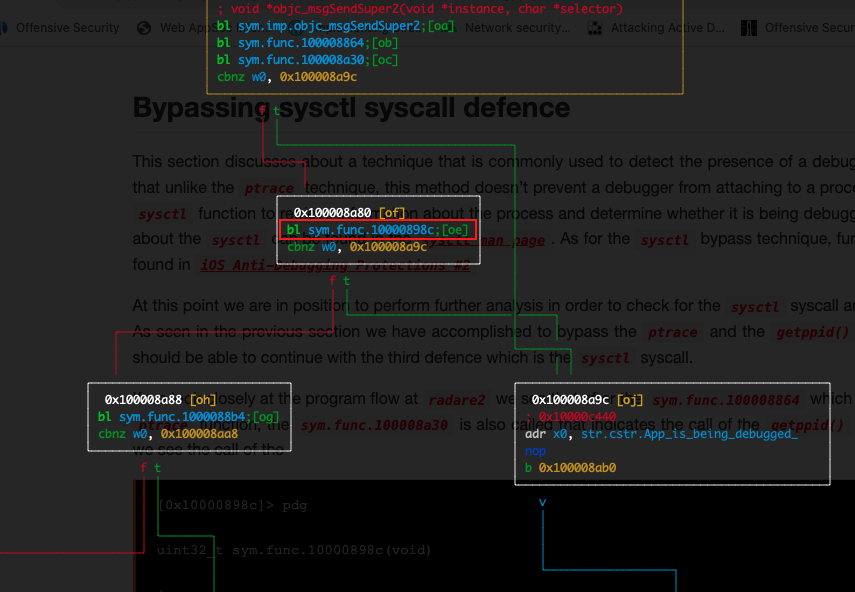 ; void *objc_msgSendSuper2(void *instance, char *selector)
Offensive Security
Network security...
Attacking Active D...
Offensive Secur
bl sym.imp.objc_msgSendSuper2;[oa]
bl sym.func.100008864;[ob]
bl sym.func.100008a30;[oc]
cbnz w0, 0x100008a9c
Bypassing sysctl syscall defence
f t
This section discusses about a technique that is commonly used to detect the presence of a debug
that unlike the ptrace technique, this method doesn't prevent a debugger from attaching to a proce
0x100008a80 [of]
sysctl function to
about the process and determine whether it is being debugg
bl sym.func.10000898c;[oe]
about the sysctl
man page . As for the sysctl bypass technique, fur
cbnz w0, 0x100008a9c
found in iOS Anti-Debugging Protections #2
f t
At this point we are in position to perform further analysis in order to check for the sysctl syscall an
As seen in the previous section we have accomplished to bypass the ptrace and the getppid()
should be able to continue with the third defence which is the sysctl syscall.
0x100008a88 [oh]
0x100008a9c [oj]
closely at the program flow at radare2 we
sym.func.100008864 which
bl sym.func.1000088b4;[og]
; 0x10000c440
ptrace function, the sym.func.100008a30 is also called that indicates the call of the getppid()
cbnz w0, 0x100008aa8
adr x0, str.cstr.App_is_being_debugged_
we see the call of the
nop
b 0x100008ab0
f t
v
[0x10000898c]> pdg
uint32_t sym.func.10000898c(void)